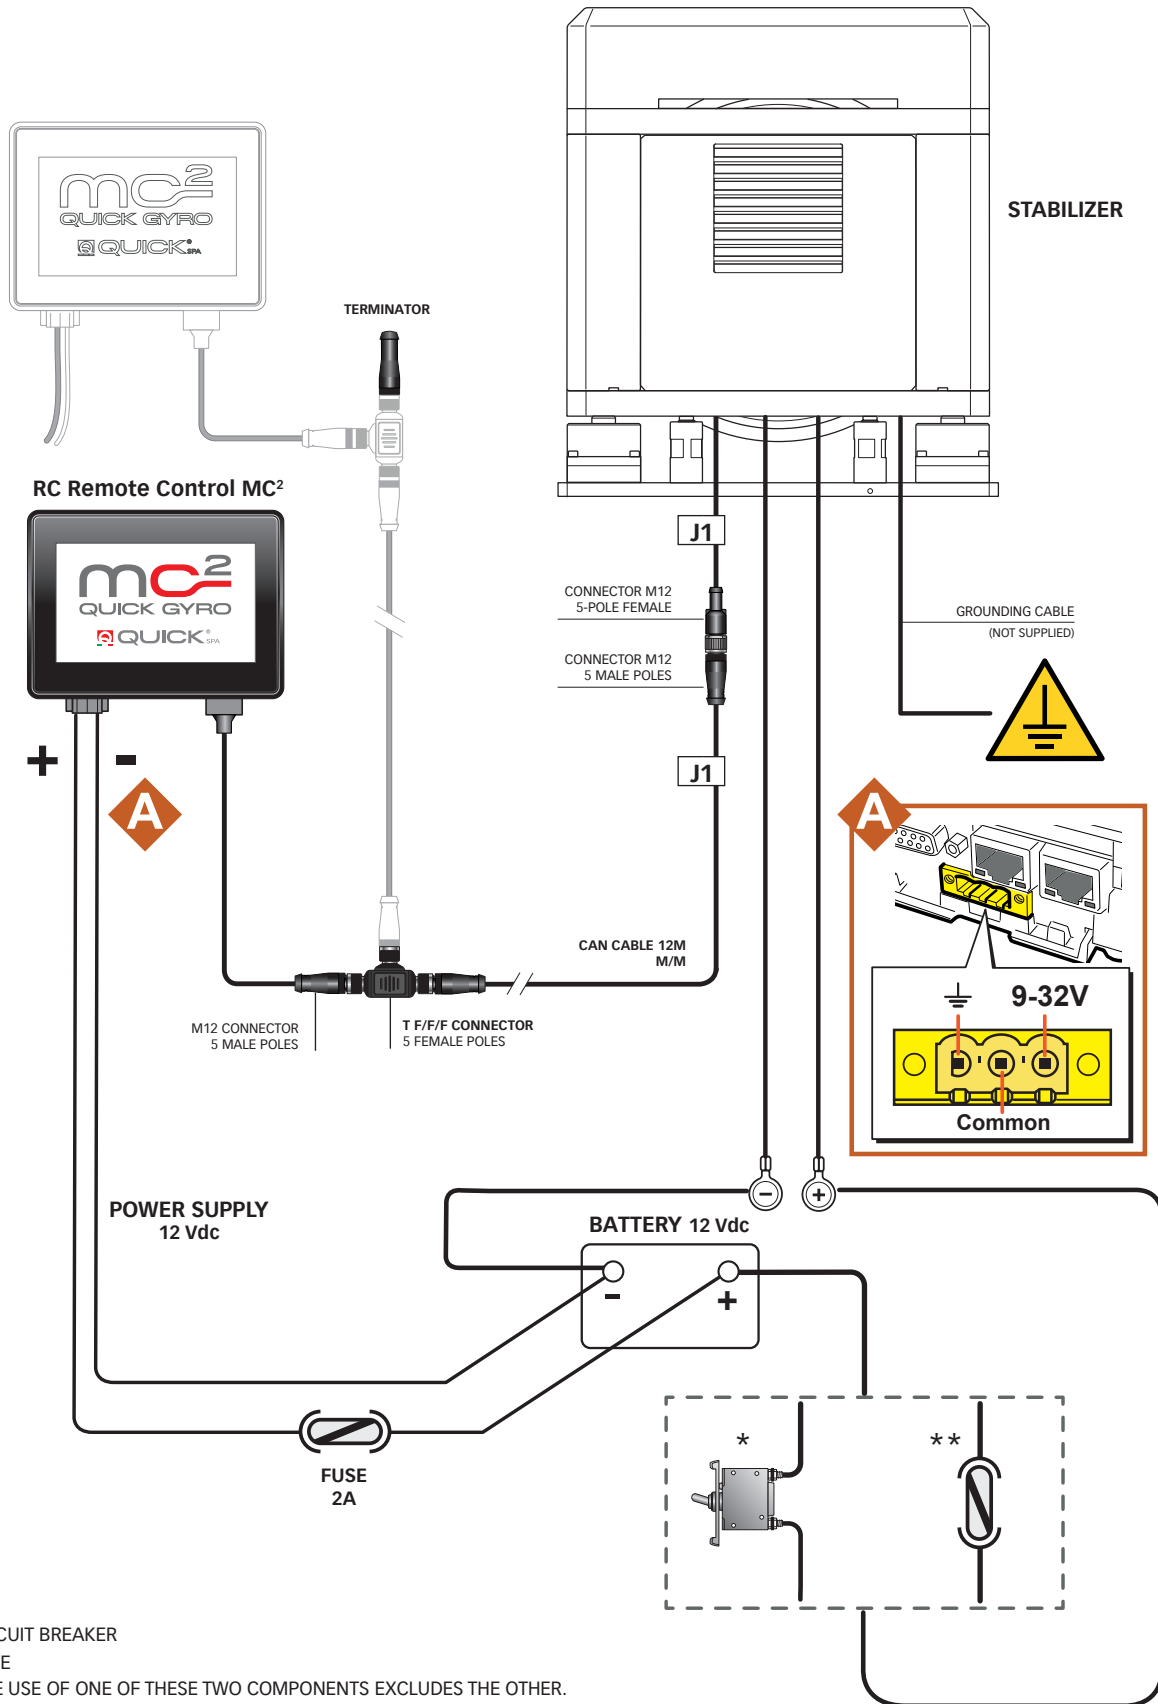 mc²
QUICK GYRO
QUICK® SPA
STABILIZER
TERMINATOR
RC Remote Control MC²
mc²
QUICK GYRO
QUICK® SPA
+
-
A
J1
CONNECTOR M12
5-POLE FEMALE
CONNECTOR M12
5 MALE POLES
J1
GROUNDING CABLE
(NOT SUPPLIED)
A
9-32V
Common
CAN CABLE 12M
M/M
M12 CONNECTOR
5 MALE POLES
T F/F/F CONNECTOR
5 FEMALE POLES
POWER SUPPLY
12 Vdc
- +
BATTERY 12 Vdc
- +
FUSE
2A
* **
CUIT BREAKER
E
E USE OF ONE OF THESE TWO COMPONENTS EXCLUDES THE OTHER.